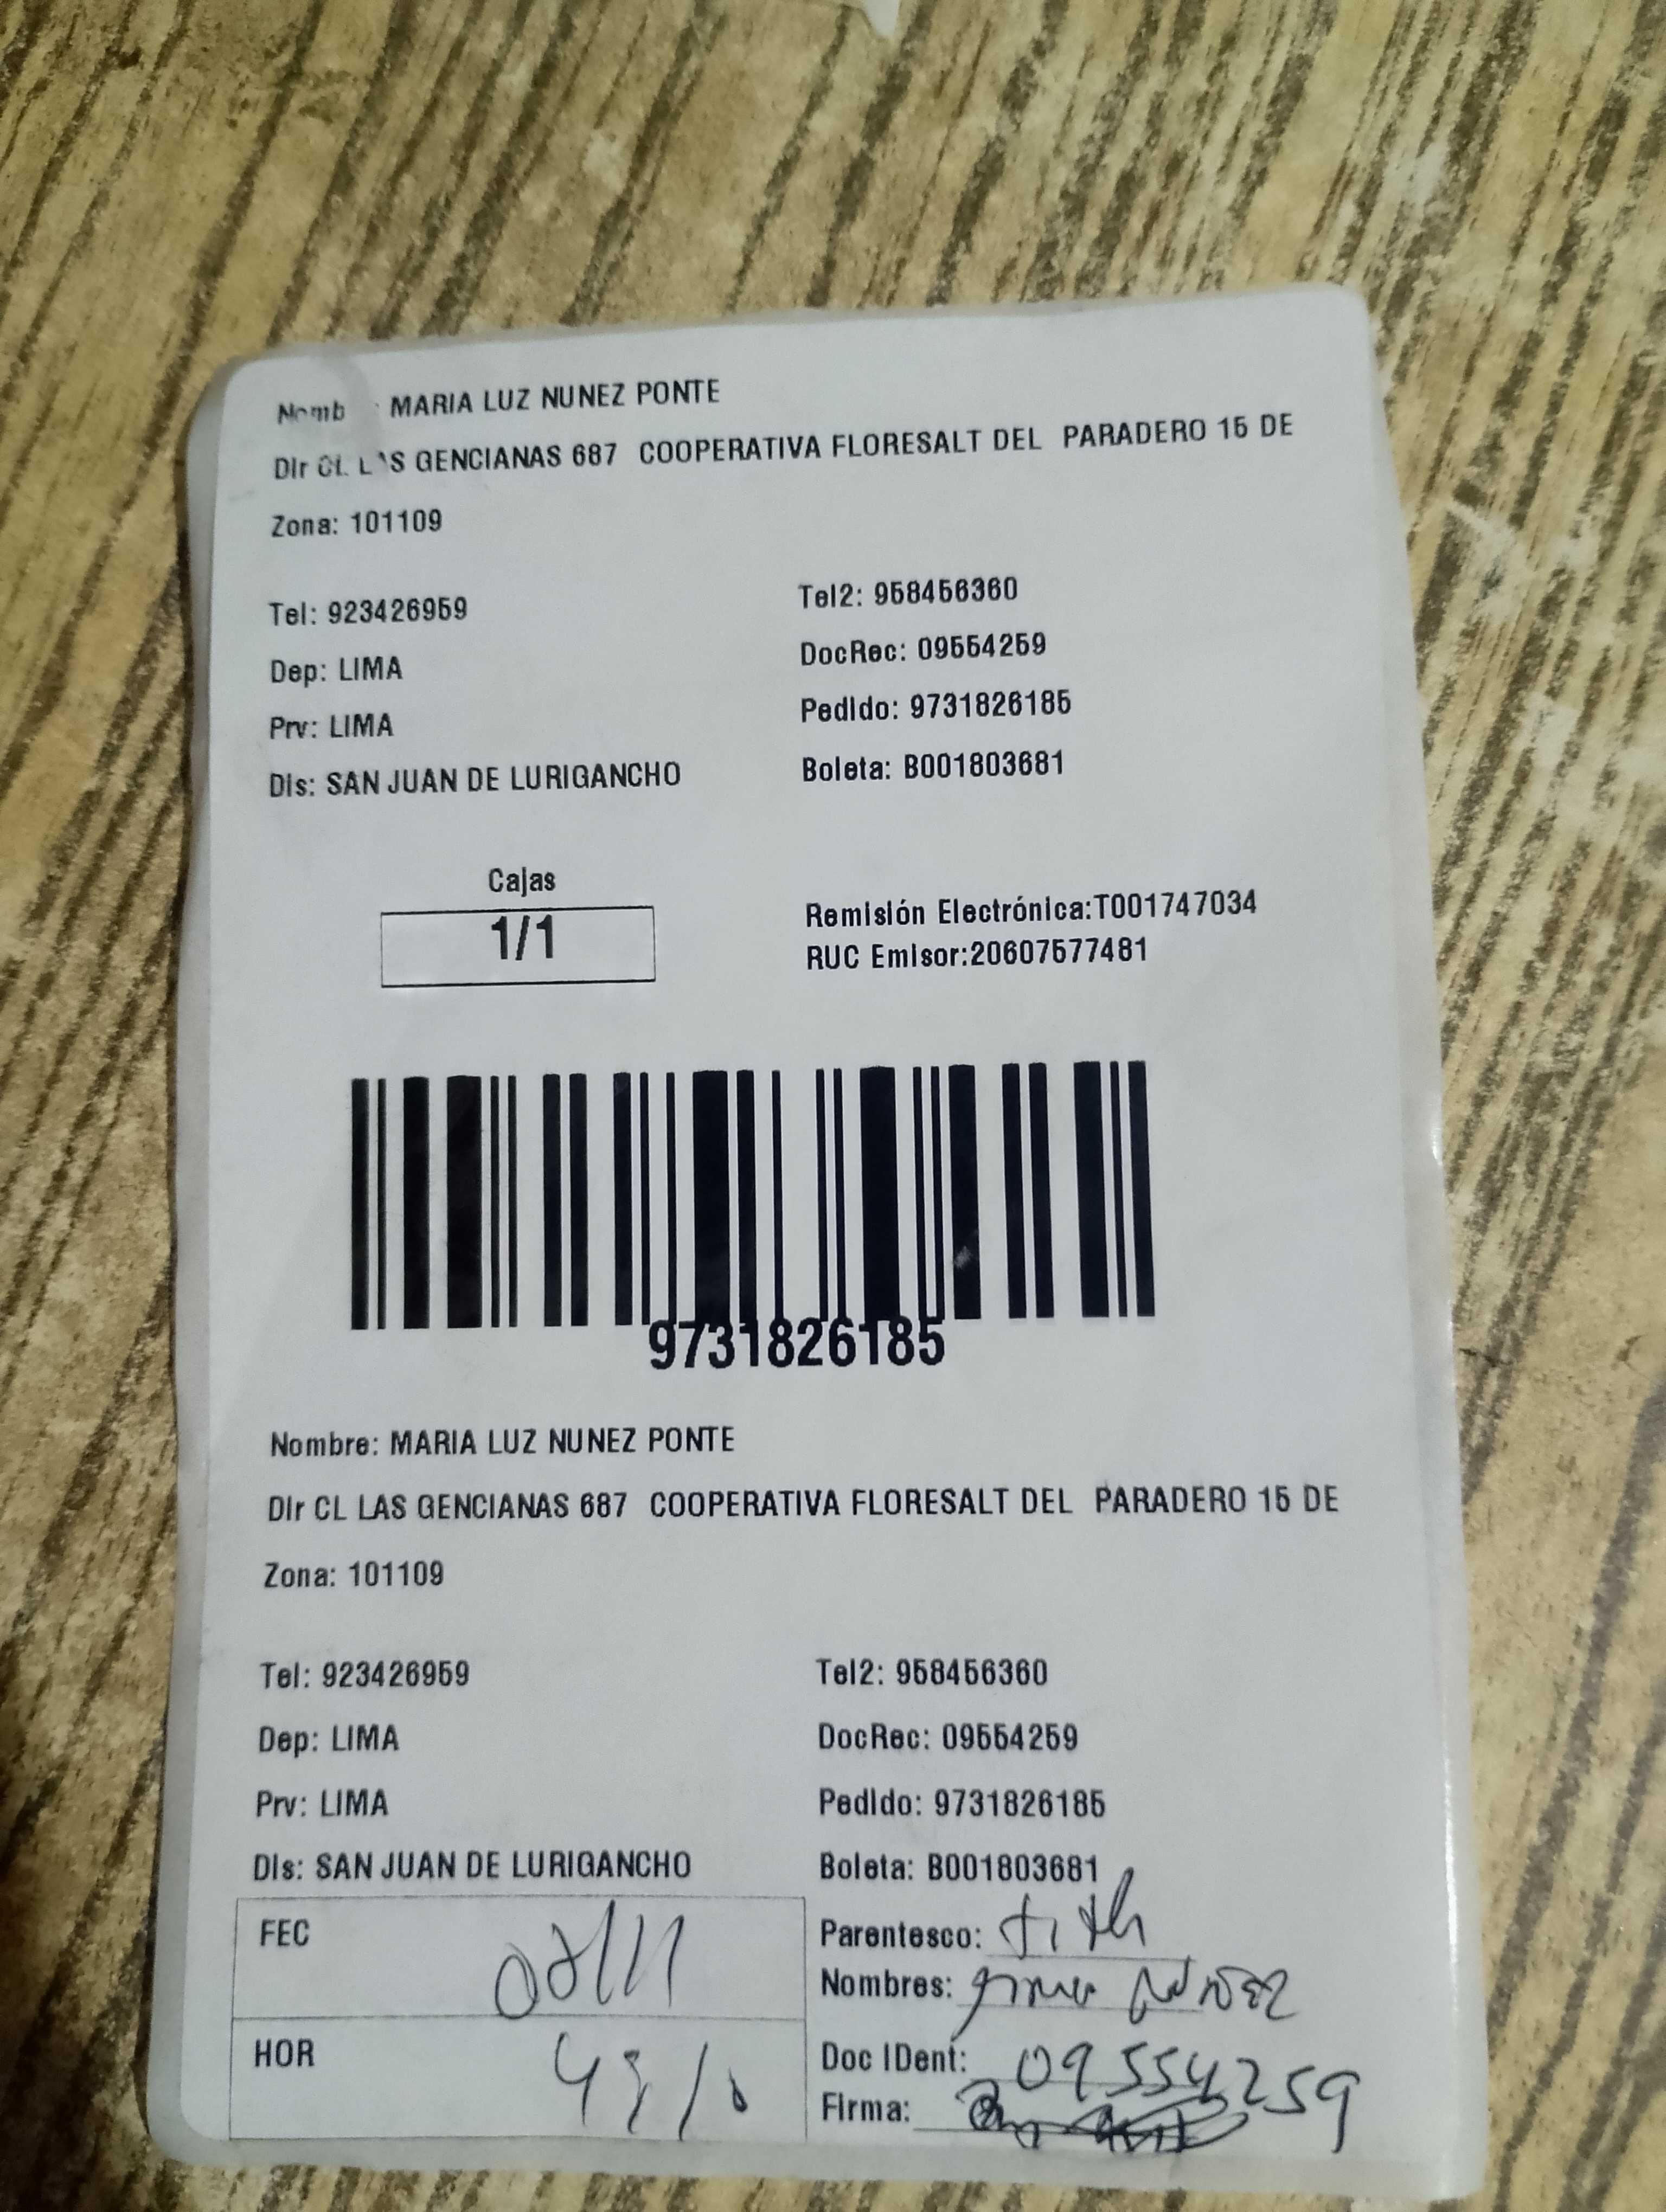 Nomb : MARIA LUZ NUNEZ PONTE
Dir CL LAS GENCIANAS 687 COOPERATIVA FLORESALT DEL PARADERO 15 DE
Zona: 101109
Tel: 923426959 Tel2: 958456360
Dep: LIMA DocRec: 09554259
Prv: LIMA Pedido: 9731826185
Dis: SAN JUAN DE LURIGANCHO Boleta: B001803681
Cajas
1/1
Remisión Electrónica:T001747034
RUC Emisor:20607577481
9731826185
Nombre: MARIA LUZ NUNEZ PONTE
Dir CL LAS GENCIANAS 687 COOPERATIVA FLORESALT DEL PARADERO 15 DE
Zona: 101109
Tel: 923426959 Tel2: 958456360
Dep: LIMA DocRec: 09554259
Prv: LIMA Pedido: 9731826185
Dis: SAN JUAN DE LURIGANCHO Boleta: B001803681
FEC
HOR
Parentesco:
Nombres: NUÑEZ
Doc IDent: 09554259
Firma: